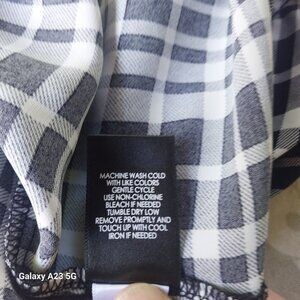 MACHINE WASH COLD
WITH LIKE COLORS
GENTLE CYCLE
USE NON-CHLORINE
BLEACH IF NEEDED
TUMBLE DRY LOW
REMOVE PROMPTLY AND
TOUCH UP WITH COOL
IRON IF NEEDED
Galaxy A23 5G